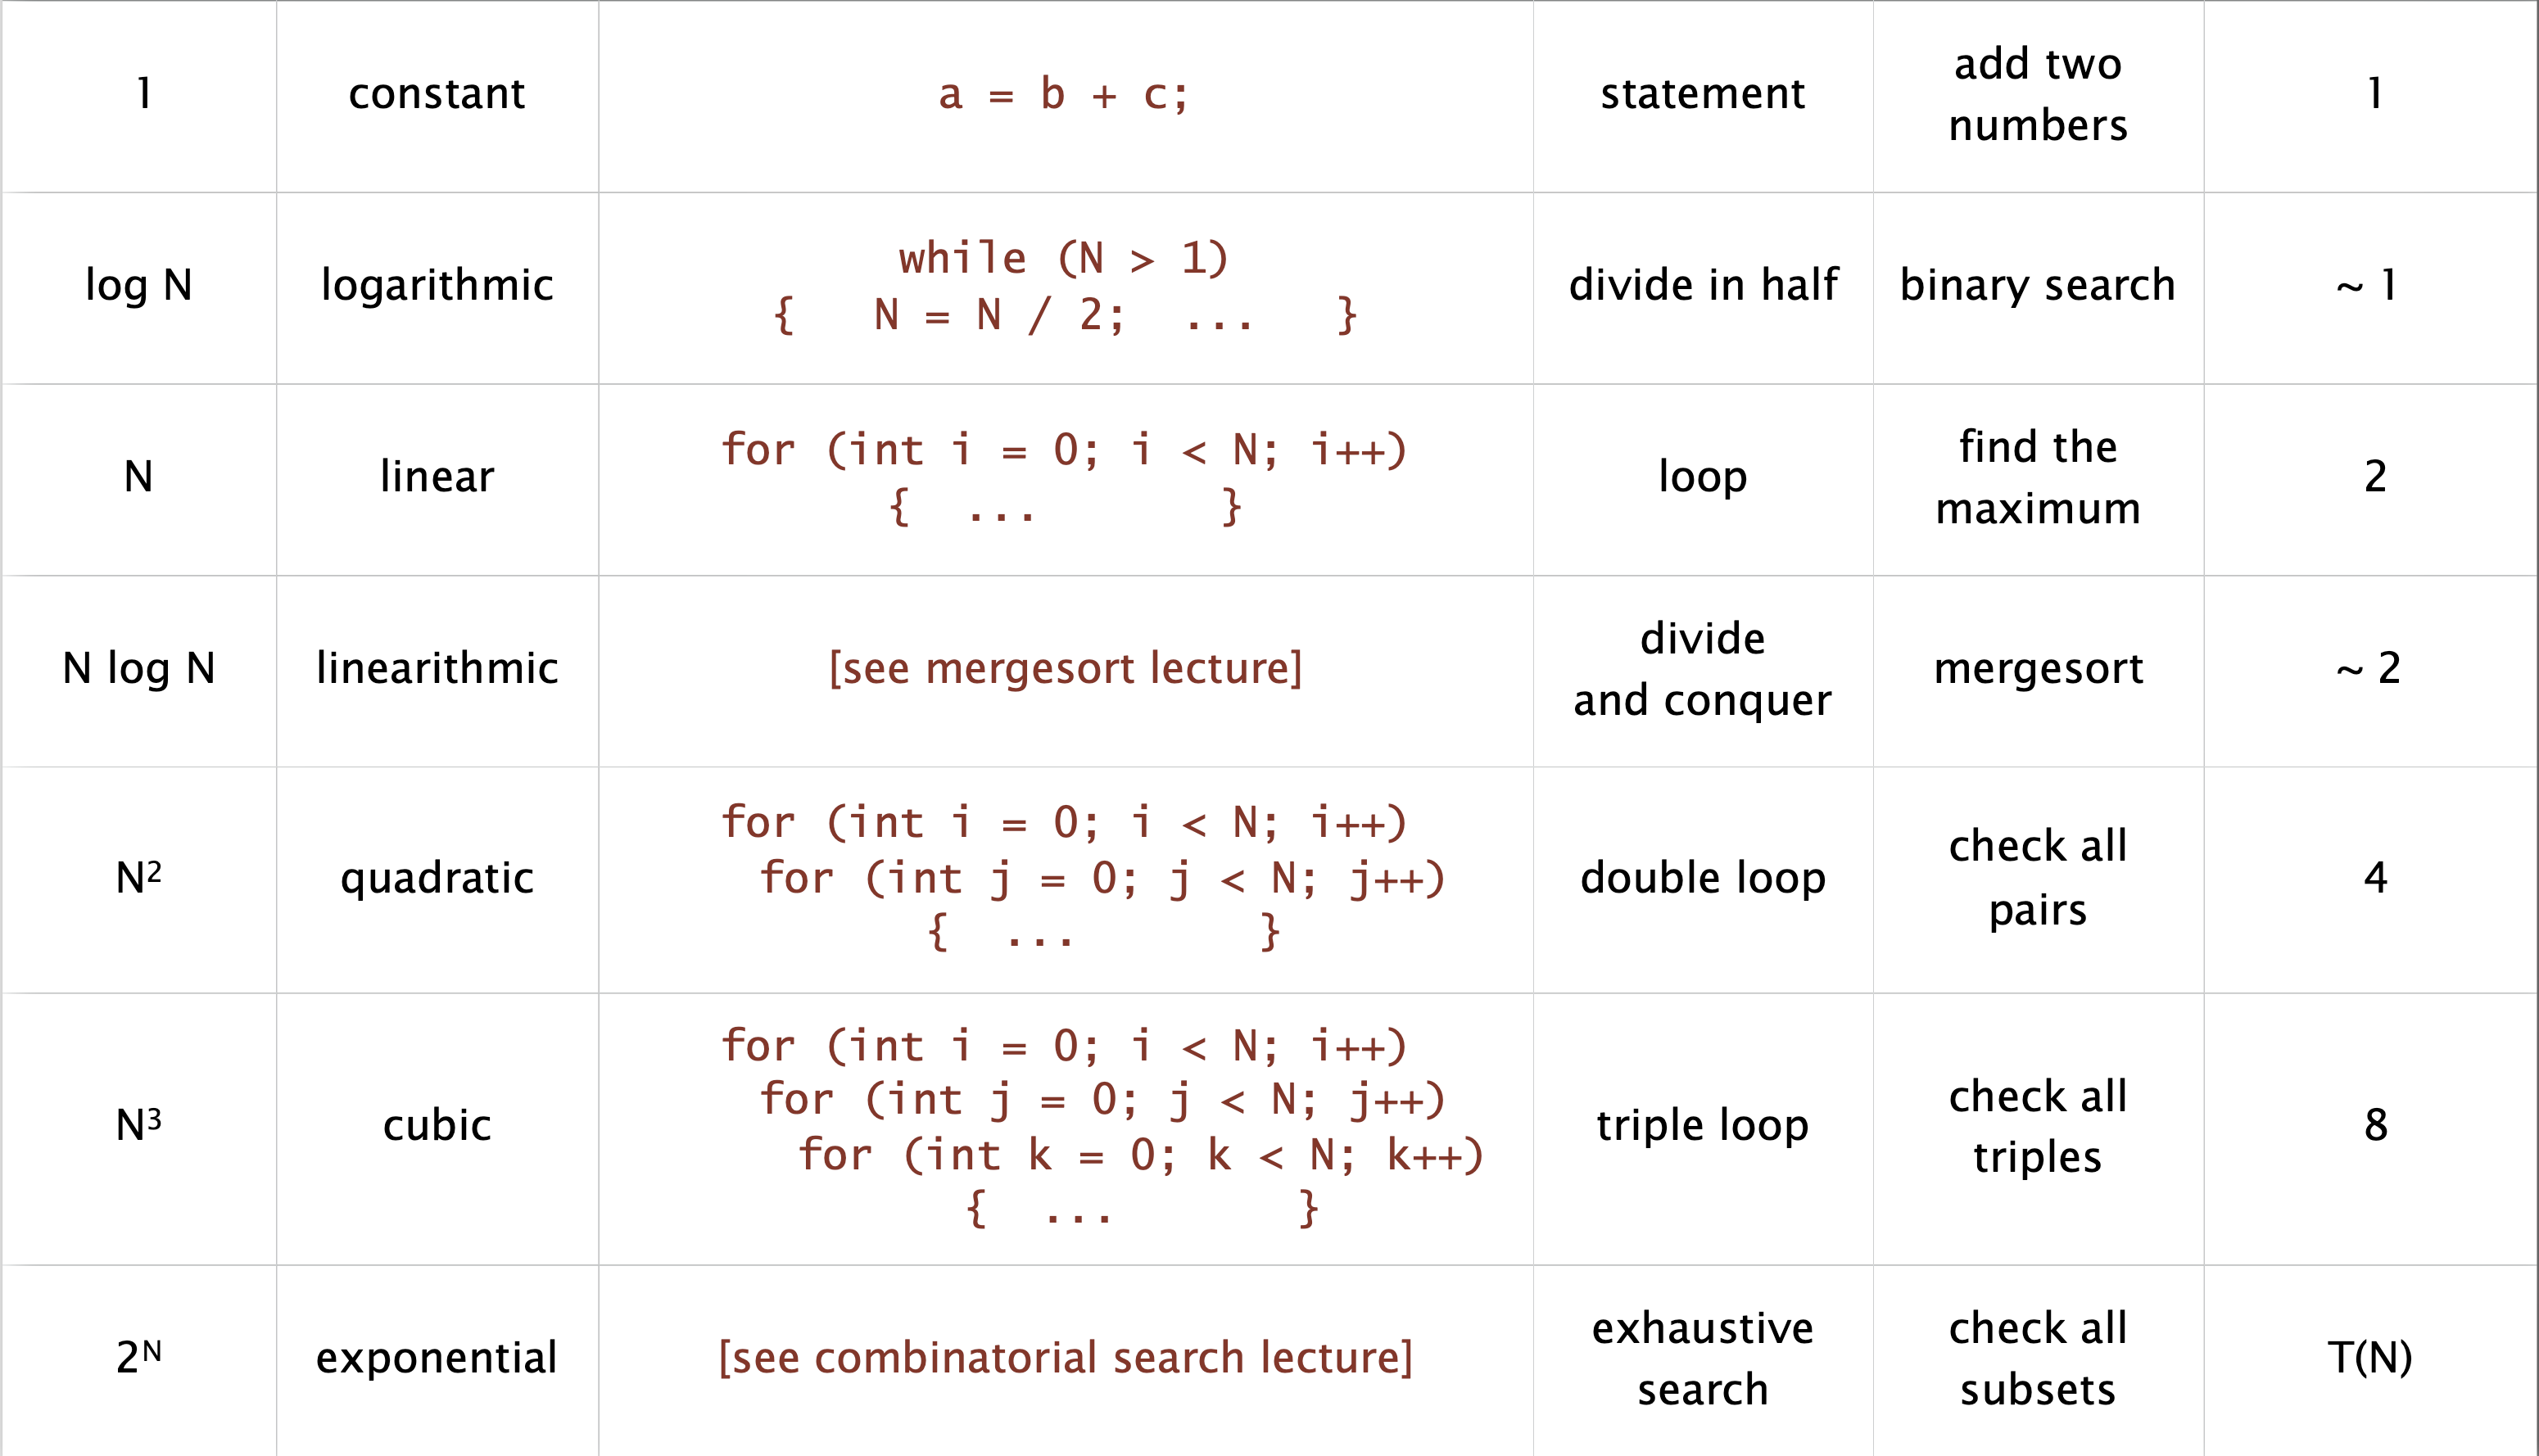 1
constant
a = b + c;
statement
add two
numbers
1
log N
logarithmic
while (N > 1)
{ N = N / 2; ... }
divide in half
binary search
~ 1
N
linear
for (int i = 0; i < N; i++)
{ ... }
loop
find the
maximum
2
N log N
linearithmic
[see mergesort lecture]
divide
and conquer
mergesort
~ 2
N²
quadratic
for (int i = 0; i < N; i++)
for (int j = 0; j < N; j++)
{ ... }
double loop
check all
pairs
4
N³
cubic
for (int i = 0; i < N; i++)
for (int j = 0; j < N; j++)
for (int k = 0; k < N; k++)
{ ... }
triple loop
check all
triples
8
2ᴺ
exponential
[see combinatorial search lecture]
exhaustive
search
check all
subsets
T(N)